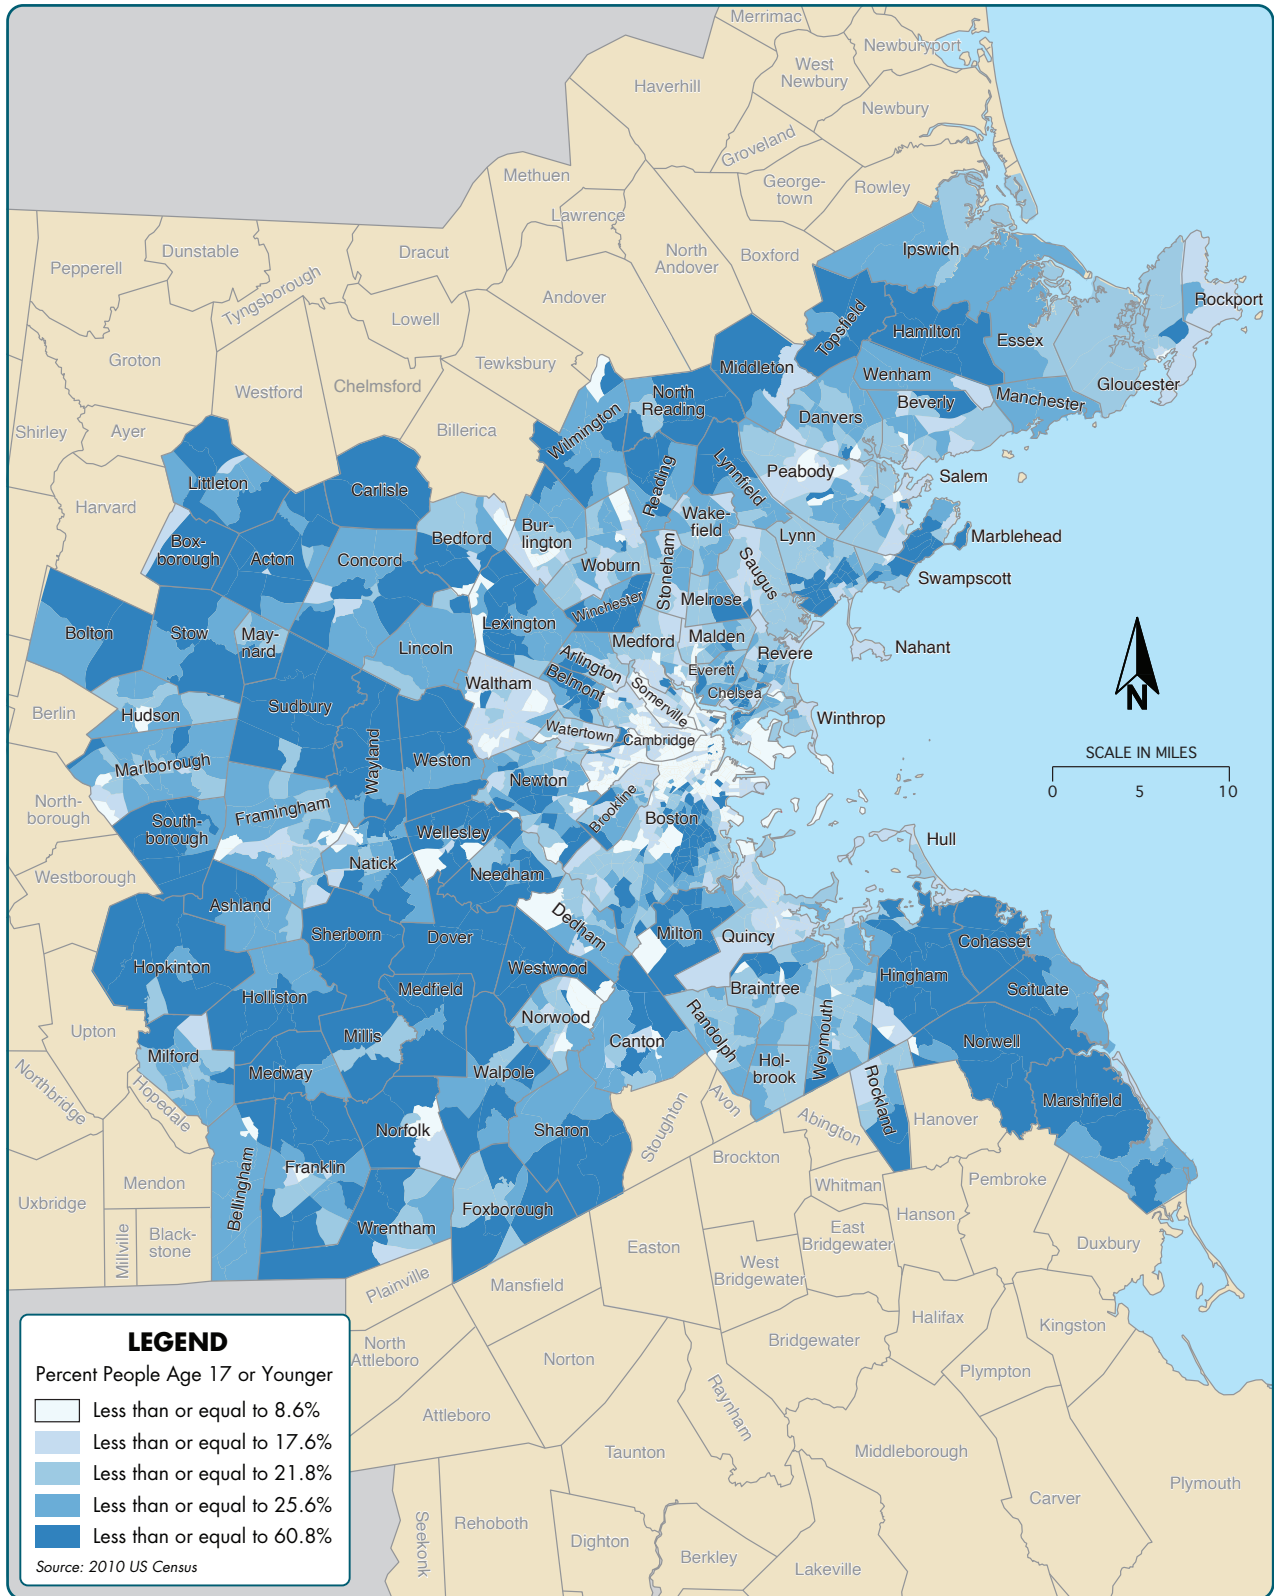 Merrimac
Newburyport
West
Newbury
Haverhill
Newbury
Groveland
Methuen
George-
town
Rowley
Lawrence
Dunstable
Dracut
North
Andover
Boxford
Ipswich
Pepperell
Tyngsborough
Andover
Rockport
Lowell
Topsfield
Hamilton
Essex
Groton
Tewksbury
Middleton
Westford
Chelmsford
Wenham
Gloucester
North
Reading
Beverly
Manchester
Shirley
Ayer
Billerica
Wilmington
Danvers
Peabody
Salem
Littleton
Carlisle
Reading
Lynnfield
Harvard
Wake-
field
Bur-
lington
Lynn
Marblehead
Bedford
Box-
borough
Acton
Concord
Woburn
Stoneham
Saugus
Swampscott
Winchester
Melrose
Bolton
Stow
May-
nard
Lexington
Lincoln
Medford
Malden
Revere
Nahant
Arlington
Everett
Belmont
Waltham
Somerville
Chelsea
Berlin
Hudson
Sudbury
Winthrop
N
Watertown
Cambridge
SCALE IN MILES
0 5 10
Marlborough
Wayland
Weston
Newton
North-
borough
Framingham
Brookline
Boston
South-
borough
Wellesley
Hull
Natick
Needham
Westborough
Ashland
Dedham
Sherborn
Dover
Milton
Quincy
Cohasset
Hopkinton
Westwood
Hingham
Holliston
Medfield
Braintree
Scituate
Norwood
Upton
Millis
Canton
Randolph
Weymouth
Norwell
Milford
Medway
Walpole
Hol-
brook
Northbridge
Hopedale
Rockland
Marshfield
Norfolk
Sharon
Stoughton
Avon
Abington
Hanover
Franklin
Brockton
Mendon
Bellingham
Whitman
Pembroke
Uxbridge
Foxborough
Hanson
Millville
Black-
stone
Wrentham
Easton
East
Bridgewater
Duxbury
West
Bridgewater
Plainville
Mansfield
Halifax
Kingston
North
Attleboro
Norton
Bridgewater
Plympton
Attleboro
Raynham
Taunton
Middleborough
Plymouth
Carver
Seekonk
Rehoboth
Dighton
Berkley
Lakeville
LEGEND
Percent People Age 17 or Younger
Less than or equal to 8.6%
Less than or equal to 17.6%
Less than or equal to 21.8%
Less than or equal to 25.6%
Less than or equal to 60.8%
Source: 2010 US Census